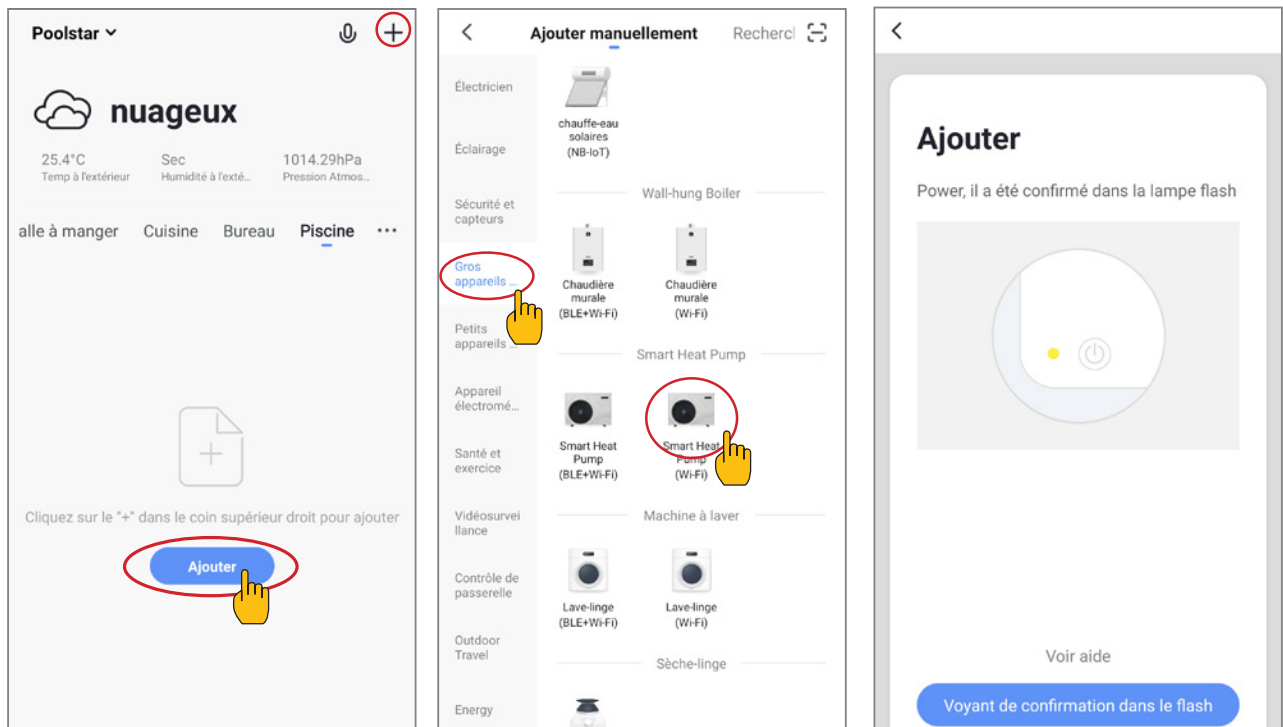 Poolstar
nuageux
25.4°C Sec 1014.29hPa
Temp à l'extérieur Humidité à l'exté... Pression Atmos...
alle à manger Cuisine Bureau Piscine ...
Cliquez sur le "+" dans le coin supérieur droit pour ajouter
Ajouter
Ajouter manuellement Rechercl
Électricien
Éclairage
Sécurité et
capteurs
Gros
appareils ...
Petits
appareils ...
Appareil
électromé...
Santé et
exercice
Vidéosurvei
llance
Contrôle de
passerelle
Outdoor
Travel
Energy
chauffe-eau
solaires
(NB-IoT)
Wall-hung Boiler
Chaudière
murale
(BLE+Wi-Fi)
Chaudière
murale
(Wi-Fi)
Smart Heat Pump
Smart Heat
Pump
(BLE+Wi-Fi)
Smart Heat
Pump
(Wi-Fi)
Machine à laver
Lave-linge
(BLE+Wi-Fi)
Lave-linge
(Wi-Fi)
Sèche-linge
Ajouter
Power, il a été confirmé dans la lampe flash
Voir aide
Voyant de confirmation dans le flash